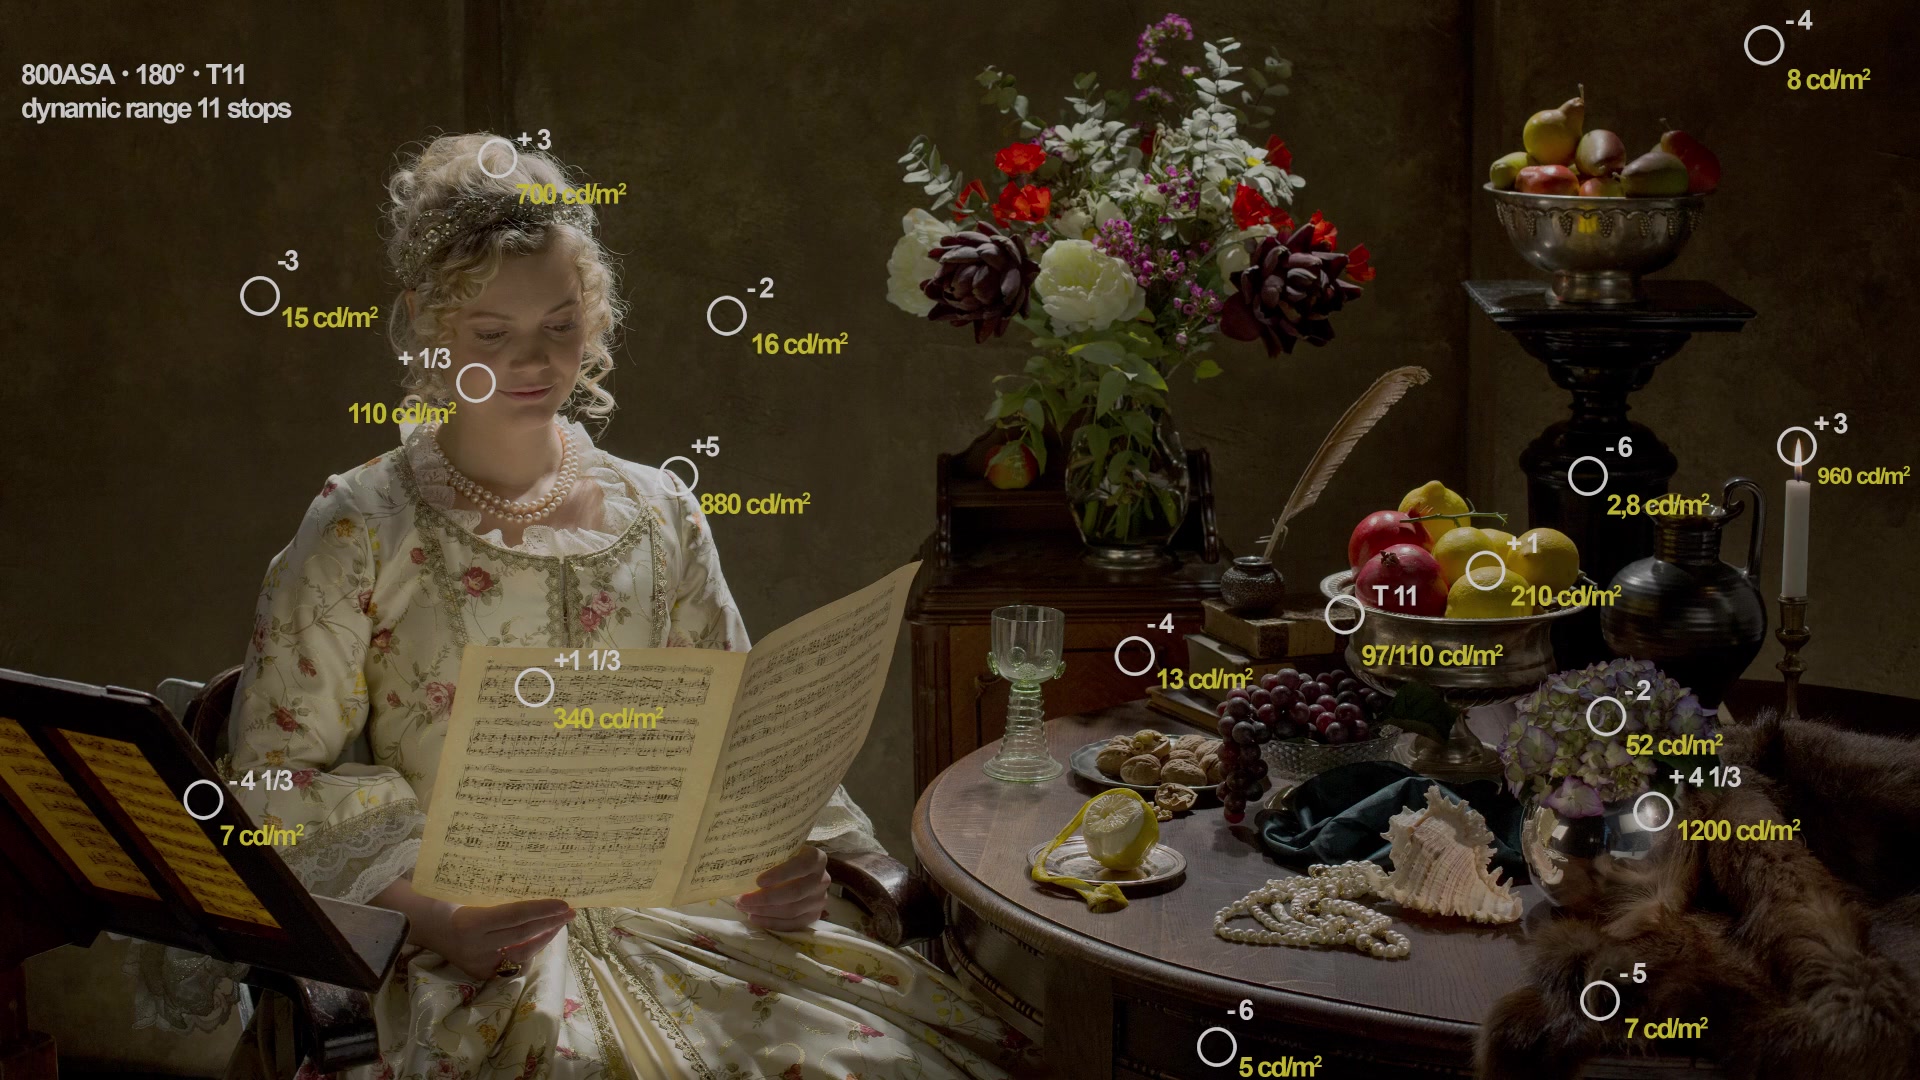 800ASA · 180° · T11
dynamic range 11 stops
- 4
8 cd/m²
+ 3
700 cd/m²
-3
15 cd/m²
- 2
16 cd/m²
+ 1/3
110 cd/m²
+5
880 cd/m²
- 6
2,8 cd/m²
+ 3
960 cd/m²
+ 1
210 cd/m²
T 11
97/110 cd/m²
- 4
13 cd/m²
+1 1/3
340 cd/m²
- 2
52 cd/m²
- 4 1/3
7 cd/m²
+ 4 1/3
1200 cd/m²
- 5
7 cd/m²
- 6
5 cd/m²